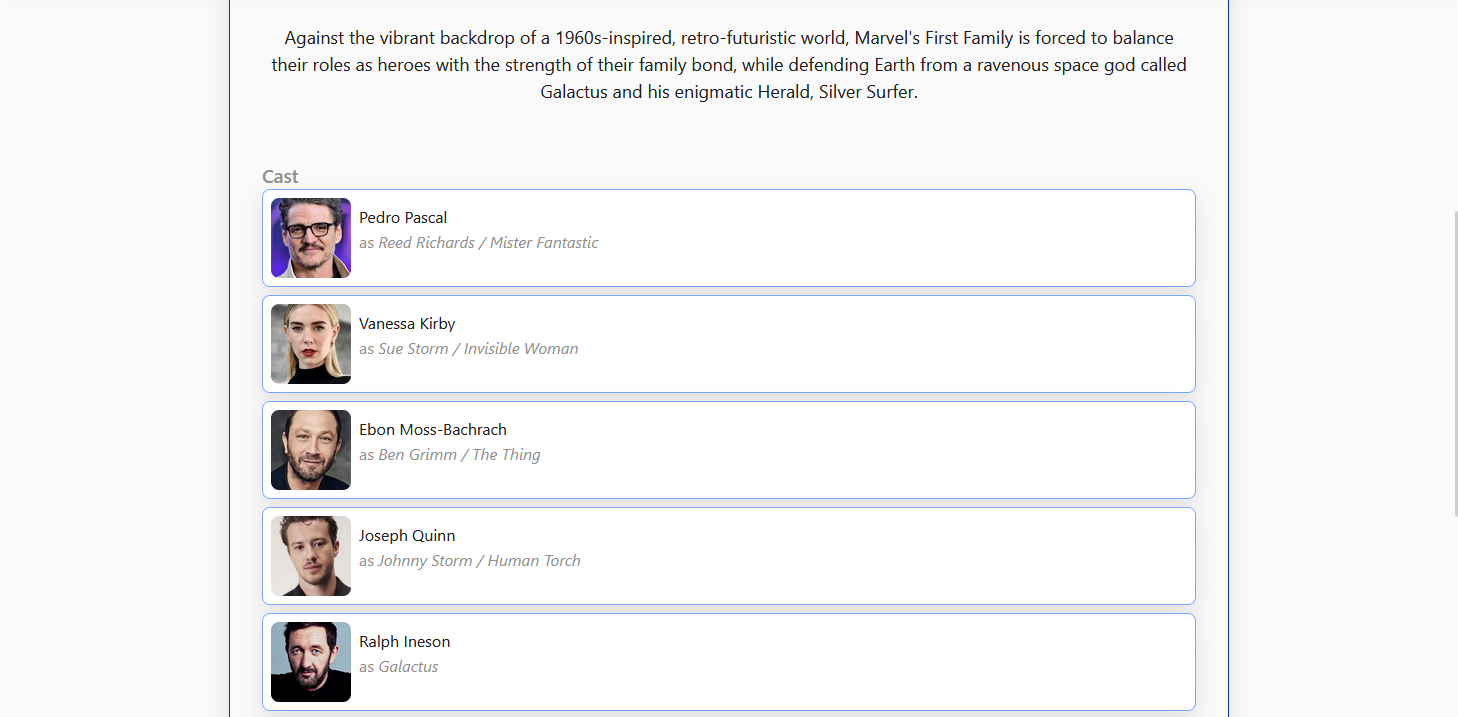 Against the vibrant backdrop of a 1960s-inspired, retro-futuristic world, Marvel's First Family is forced to balance
their roles as heroes with the strength of their family bond, while defending Earth from a ravenous space god called
Galactus and his enigmatic Herald, Silver Surfer.
Cast
Pedro Pascal
as Reed Richards / Mister Fantastic
Vanessa Kirby
as Sue Storm / Invisible Woman
Ebon Moss-Bachrach
as Ben Grimm / The Thing
Joseph Quinn
as Johnny Storm / Human Torch
Ralph Ineson
as Galactus